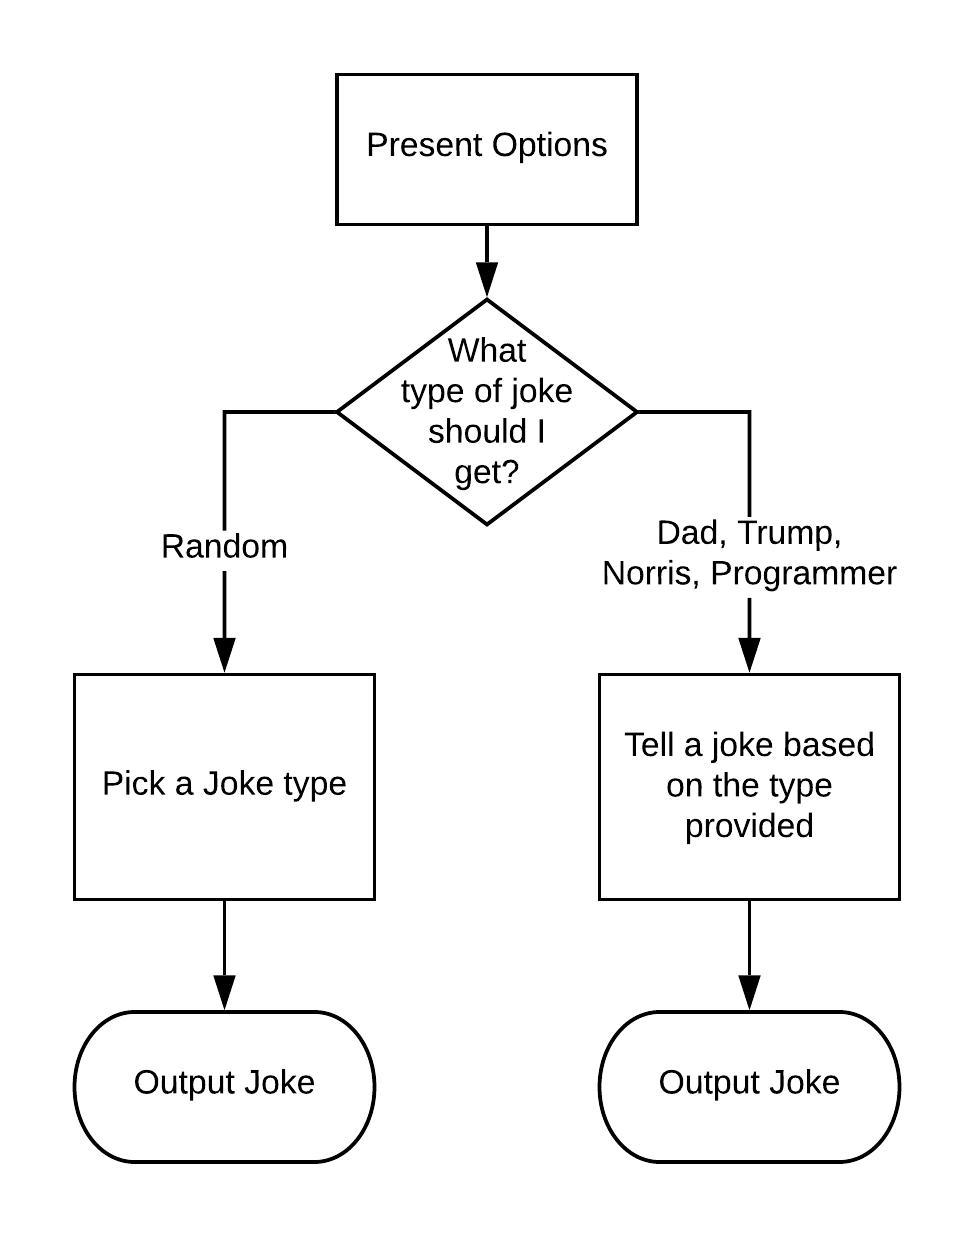 Present Options
What
type of joke
should I
get?
Random
Dad, Trump,
Norris, Programmer
Pick a Joke type
Tell a joke based
on the type
provided
Output Joke
Output Joke